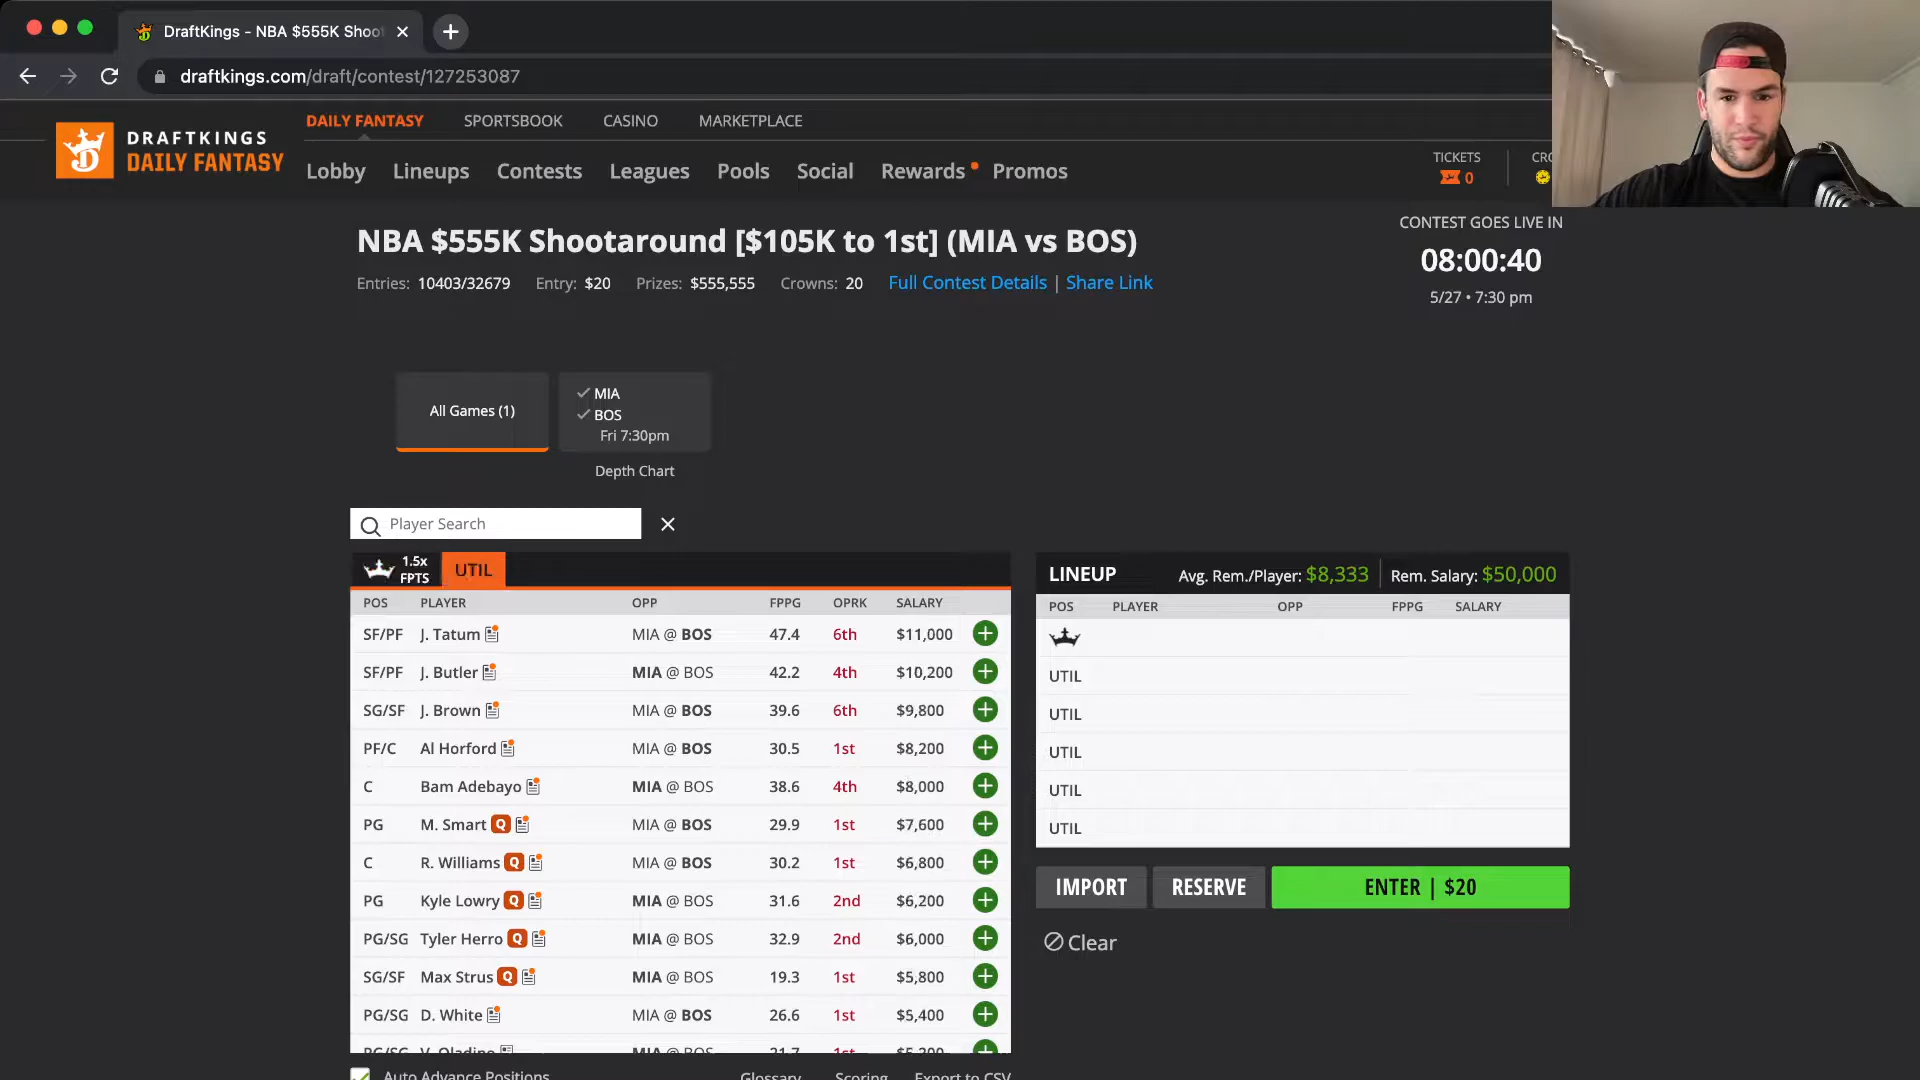 DraftKings - NBA $555K Shoot
draftkings.com/draft/contest/127253087
DRAFTKINGS
DAILY FANTASY
DAILY FANTASY SPORTSBOOK CASINO MARKETPLACE
Lobby Lineups Contests Leagues Pools Social Rewards Promos
TICKETS
0
CRO
NBA $555K Shootaround [$105K to 1st] (MIA vs BOS)
Entries: 10403/32679 Entry: $20 Prizes: $555,555 Crowns: 20 Full Contest Details | Share Link
CONTEST GOES LIVE IN
08:00:40
5/27 • 7:30 pm
All Games (1)
MIA
BOS
Fri 7:30pm
Depth Chart
Player Search
1.5x
FPTS
UTIL
POS PLAYER OPP FPPG OPRK SALARY
SF/PF J. Tatum MIA @ BOS 47.4 6th $11,000
SF/PF J. Butler MIA @ BOS 42.2 4th $10,200
SG/SF J. Brown MIA @ BOS 39.6 6th $9,800
PF/C Al Horford MIA @ BOS 30.5 1st $8,200
C Bam Adebayo MIA @ BOS 38.6 4th $8,000
PG M. Smart Q MIA @ BOS 29.9 1st $7,600
C R. Williams Q MIA @ BOS 30.2 1st $6,800
PG Kyle Lowry Q MIA @ BOS 31.6 2nd $6,200
PG/SG Tyler Herro Q MIA @ BOS 32.9 2nd $6,000
SG/SF Max Strus Q MIA @ BOS 19.3 1st $5,800
PG/SG D. White MIA @ BOS 26.6 1st $5,400
PG/SG V. Oladipo MIA @ BOS 21.7 1st $5,200
Auto Advance Positions Glossary Scoring Export to CSV
LINEUP Avg. Rem./Player: $8,333 Rem. Salary: $50,000
POS PLAYER OPP FPPG SALARY
UTIL
UTIL
UTIL
UTIL
UTIL
IMPORT RESERVE ENTER | $20
Clear